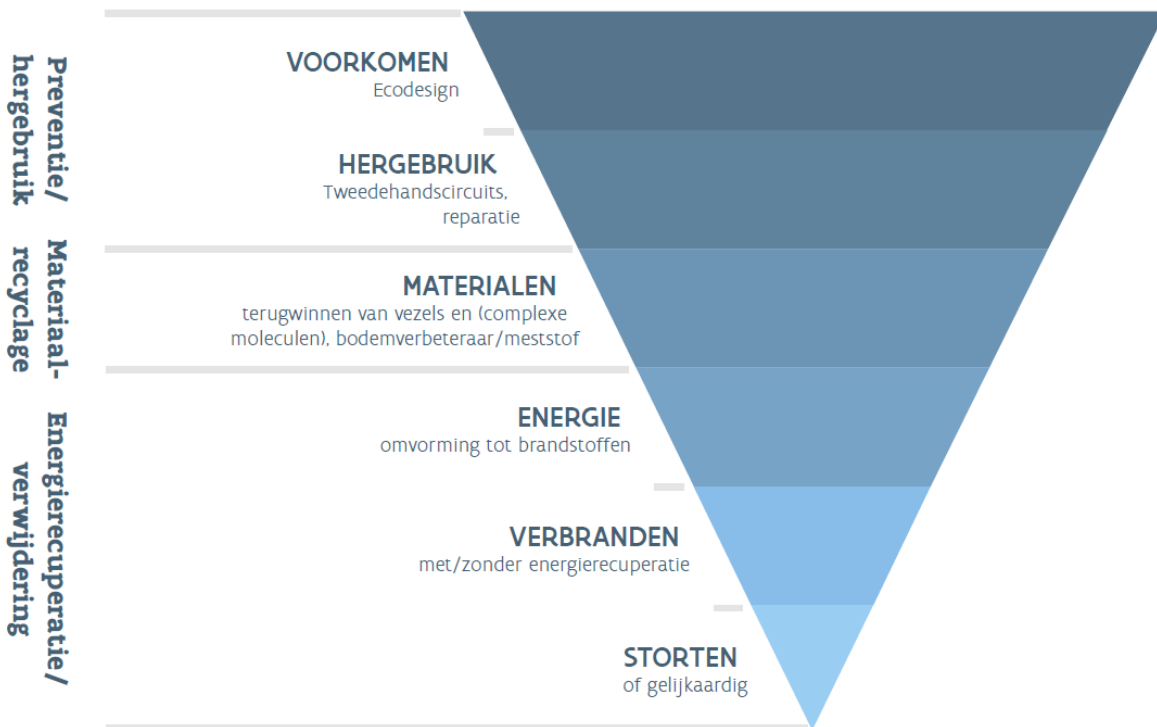 Preventie/
hergebruik
VOORKOMEN
Ecodesign
HERGEBRUIK
Tweedehandscircuits,
reparatie
Materiaal-
recyclage
MATERIALEN
terugwinnen van vezels en (complexe
moleculen), bodemverbeteraar/meststof
Energierecuperatie/
verwijdering
ENERGIE
omvorming tot brandstoffen
VERBRANDEN
met/zonder energierecuperatie
STORTEN
of gelijkaardig